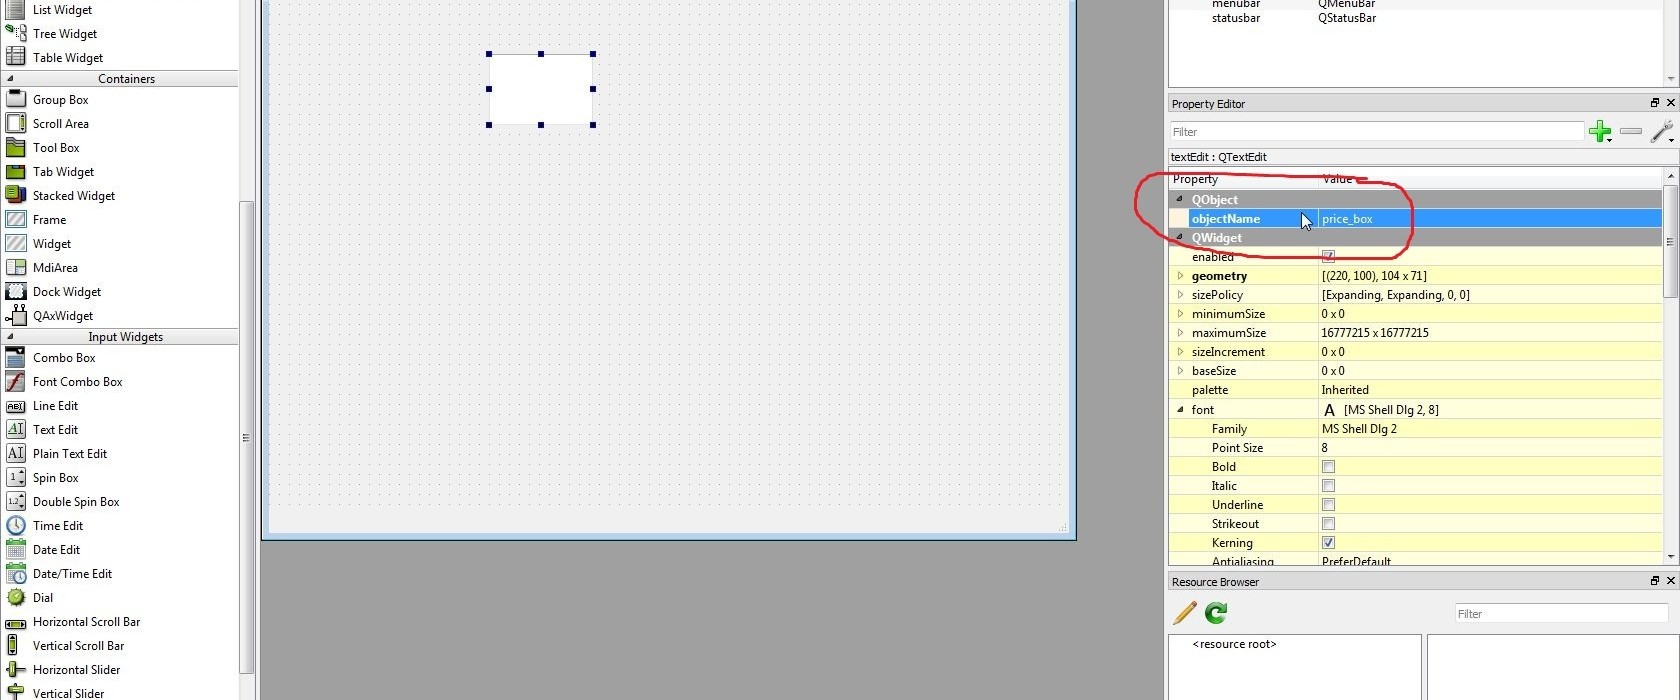 List Widget
Tree Widget
Table Widget
Containers
Group Box
Scroll Area
Tool Box
Tab Widget
Stacked Widget
Frame
Widget
MdiArea
Dock Widget
QAxWidget
Input Widgets
Combo Box
Font Combo Box
Line Edit
Text Edit
Plain Text Edit
Spin Box
Double Spin Box
Time Edit
Date Edit
Date/Time Edit
Dial
Horizontal Scroll Bar
Vertical Scroll Bar
Horizontal Slider
Vertical Slider
menubar QMenuBar
statusbar QStatusBar
Property Editor
Filter
textEdit : QTextEdit
Property Value
QObject
objectName price_box
QWidget
enabled
geometry [(220, 100), 104 x 71]
sizePolicy [Expanding, Expanding, 0, 0]
minimumSize 0 x 0
maximumSize 16777215 x 16777215
sizeIncrement 0 x 0
baseSize 0 x 0
palette Inherited
font A [MS Shell Dlg 2, 8]
Family MS Shell Dlg 2
Point Size 8
Bold
Italic
Underline
Strikeout
Kerning
Antialiasing PreferDefault
Resource Browser
Filter
<resource root>